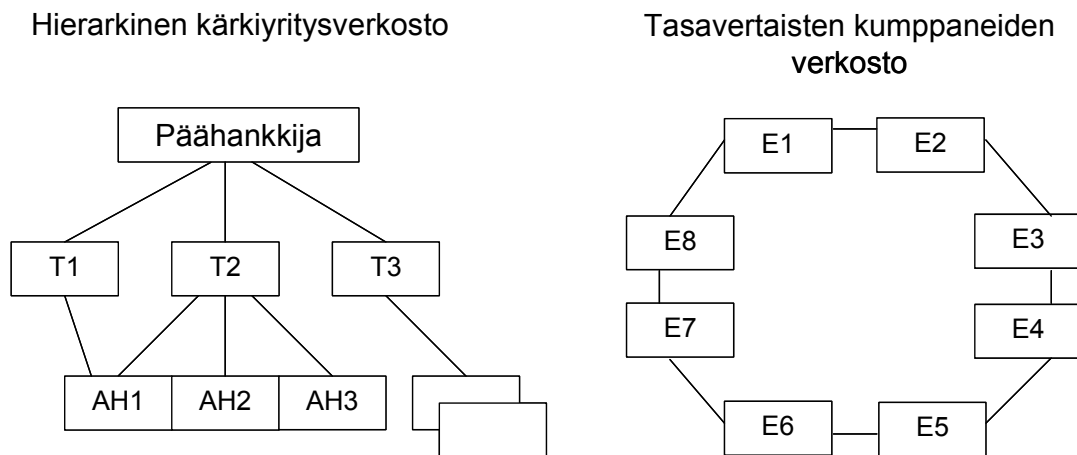 Hierarkinen kärkiyritysverkosto
Päähankkija
T1 T2 T3
AH1 AH2 AH3
Tasavertaisten kumppaneiden
verkosto
E1 E2
E8 E3
E7 E4
E6 E5